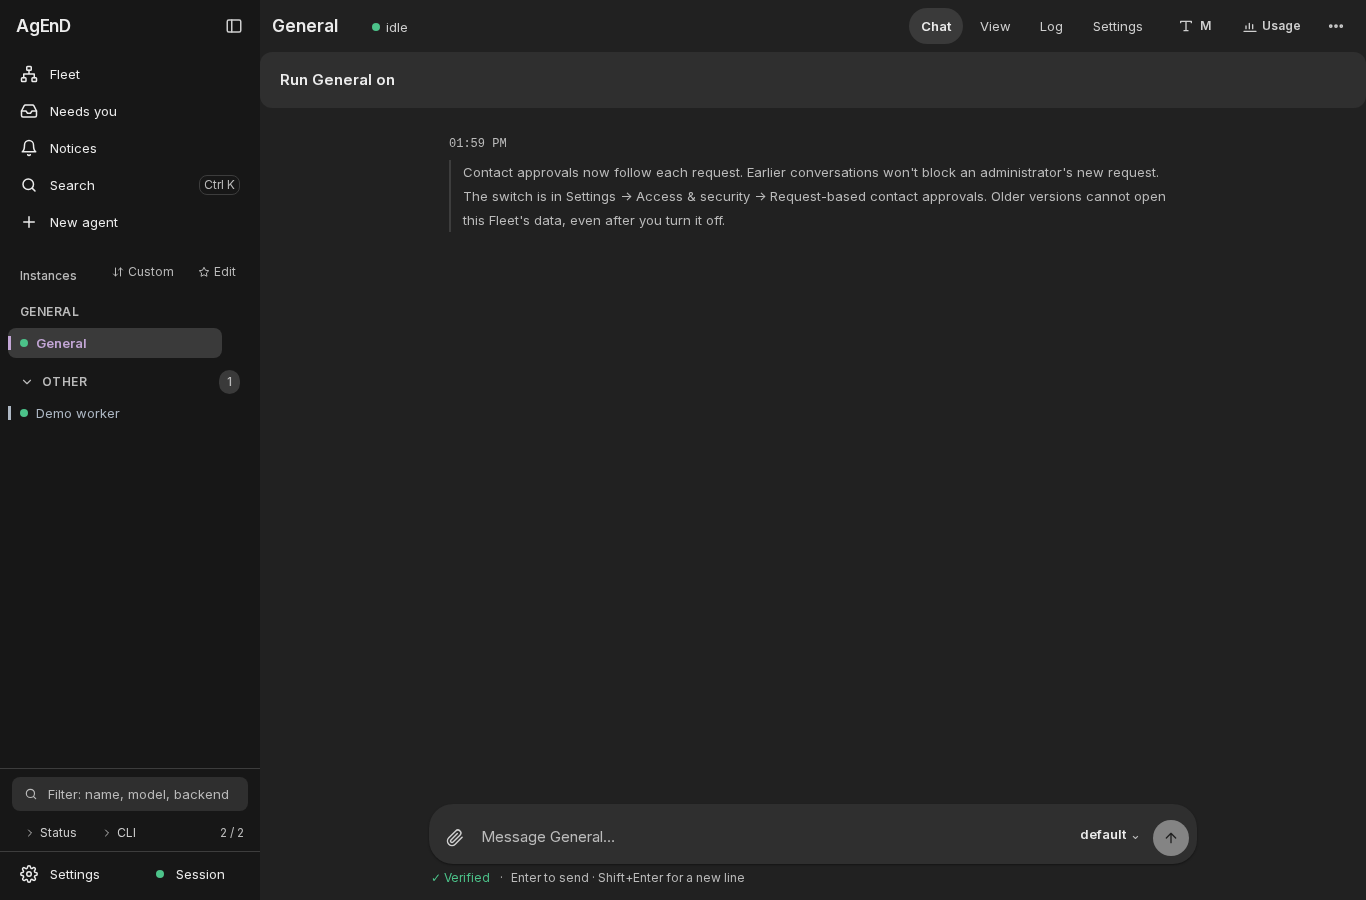 AgEnD
Fleet
Needs you
Notices
Search
Ctrl K
New agent
Instances
Custom
Edit
GENERAL
General
OTHER
1
Demo worker
Filter: name, model, backend
Status
CLI
2 / 2
Settings
Session
General
idle
Chat
View
Log
Settings
M
Usage
Run General on
01:59 PM
Contact approvals now follow each request. Earlier conversations won't block an administrator's new request.
The switch is in Settings → Access & security → Request-based contact approvals. Older versions cannot open
this Fleet's data, even after you turn it off.
Message General...
default
✓ Verified · Enter to send · Shift+Enter for a new line